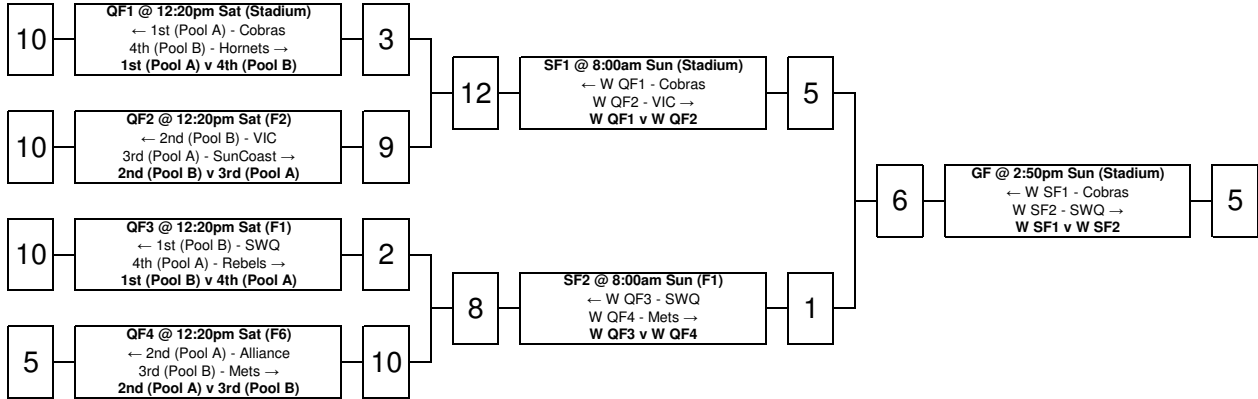 QF1 @ 12:20pm Sat (Stadium)
← 1st (Pool A) - Cobras
4th (Pool B) - Hornets →
1st (Pool A) v 4th (Pool B)
10
3
QF2 @ 12:20pm Sat (F2)
← 2nd (Pool B) - VIC
3rd (Pool A) - SunCoast →
2nd (Pool B) v 3rd (Pool A)
10
9
QF3 @ 12:20pm Sat (F1)
← 1st (Pool B) - SWQ
4th (Pool A) - Rebels →
1st (Pool B) v 4th (Pool A)
10
2
QF4 @ 12:20pm Sat (F6)
← 2nd (Pool A) - Alliance
3rd (Pool B) - Mets →
2nd (Pool A) v 3rd (Pool B)
5
10
SF1 @ 8:00am Sun (Stadium)
← W QF1 - Cobras
W QF2 - VIC →
W QF1 v W QF2
12
5
SF2 @ 8:00am Sun (F1)
← W QF3 - SWQ
W QF4 - Mets →
W QF3 v W QF4
8
1
GF @ 2:50pm Sun (Stadium)
← W SF1 - Cobras
W SF2 - SWQ →
W SF1 v W SF2
6
5